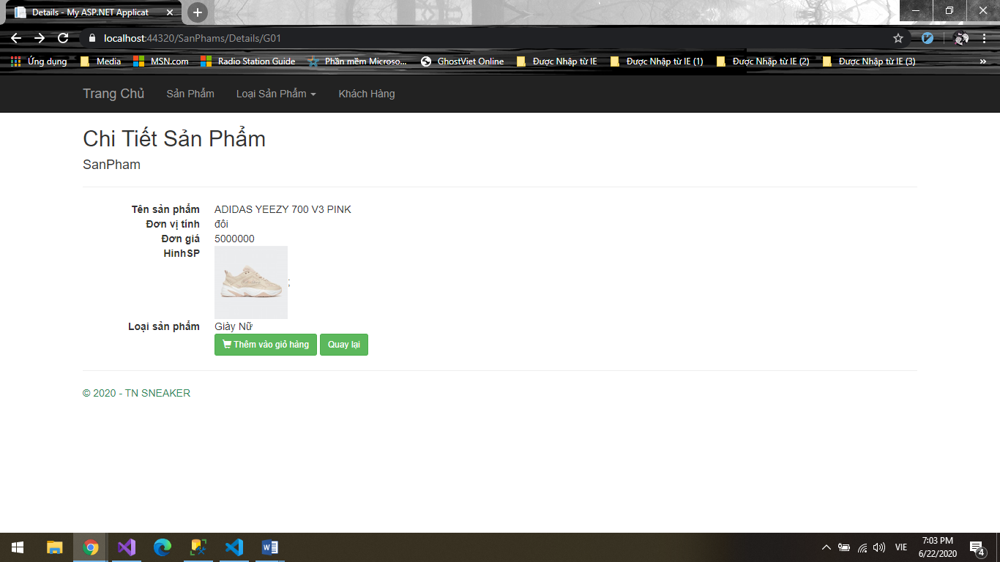 Details - My ASP.NET Applicat
localhost:44320/SanPhams/Details/G01
Ứng dụng Media MSN.com Radio Station Guide Phần mềm Microso... GhostViet Online Được Nhập từ IE Được Nhập từ IE (1) Được Nhập từ IE (2) Được Nhập từ IE (3) »
Trang Chủ Sản Phẩm Loại Sản Phẩm Khách Hàng
Chi Tiết Sản Phẩm
SanPham
Tên sản phẩm ADIDAS YEEZY 700 V3 PINK
Đơn vị tính đôi
Đơn giá 5000000
HinhSP ;
Loại sản phẩm Giày Nữ
Thêm vào giỏ hàng Quay lại
© 2020 - TN SNEAKER
VIE 7:03 PM
6/22/2020 4